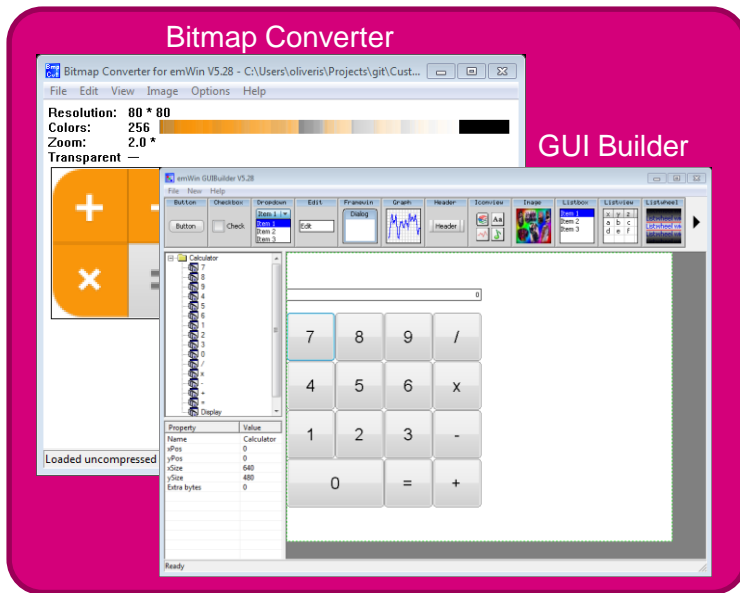 Bitmap Converter
Bitmap Converter for emWin V5.28 - C:\Users\oliveris\Projects\git\Cust...
File Edit View Image Options Help
Resolution: 80 * 80
Colors: 256
Zoom: 2.0 *
Transparent —
Loaded uncompressed
GUI Builder
emWin GUIBuilder V5.28
File New Help
Button Checkbox Dropdown Edit Framewin Graph Header Iconview Image Listbox Listview Listwheel
Button Check Item 1 Item 1 Item 2 Item 3 Edit Dialog Header Aa Item 1 Item 2 Item 3 x y z a b c d e f
Calculator
7
8
9
4
5
6
1
2
3
0
/
x
-
+
=
Display
Property Value
Name Calculator
xPos 0
yPos 0
xSize 640
ySize 480
Extra bytes 0
0
7 8 9 /
4 5 6 x
1 2 3 -
0 = +
Ready